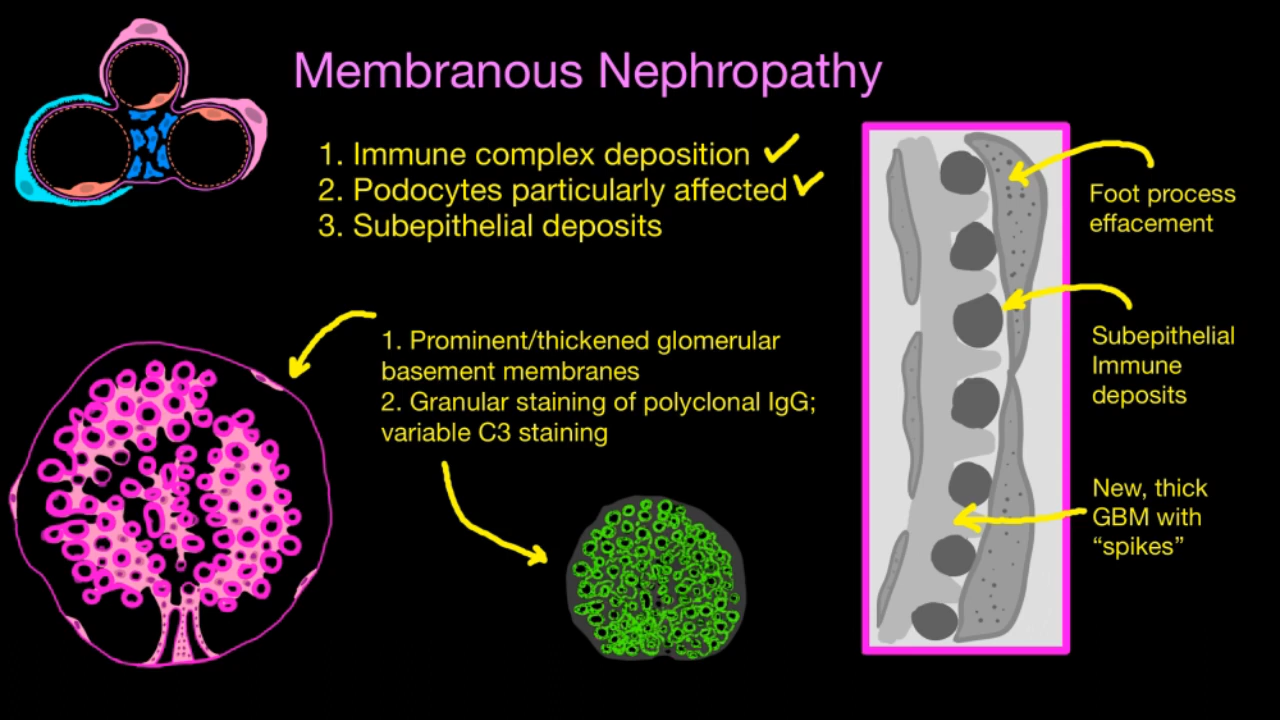 Membranous Nephropathy
1. Immune complex deposition
2. Podocytes particularly affected
3. Subepithelial deposits
1. Prominent/thickened glomerular
basement membranes
2. Granular staining of polyclonal IgG;
variable C3 staining
Foot process
effacement
Subepithelial
Immune
deposits
New, thick
GBM with
“spikes”